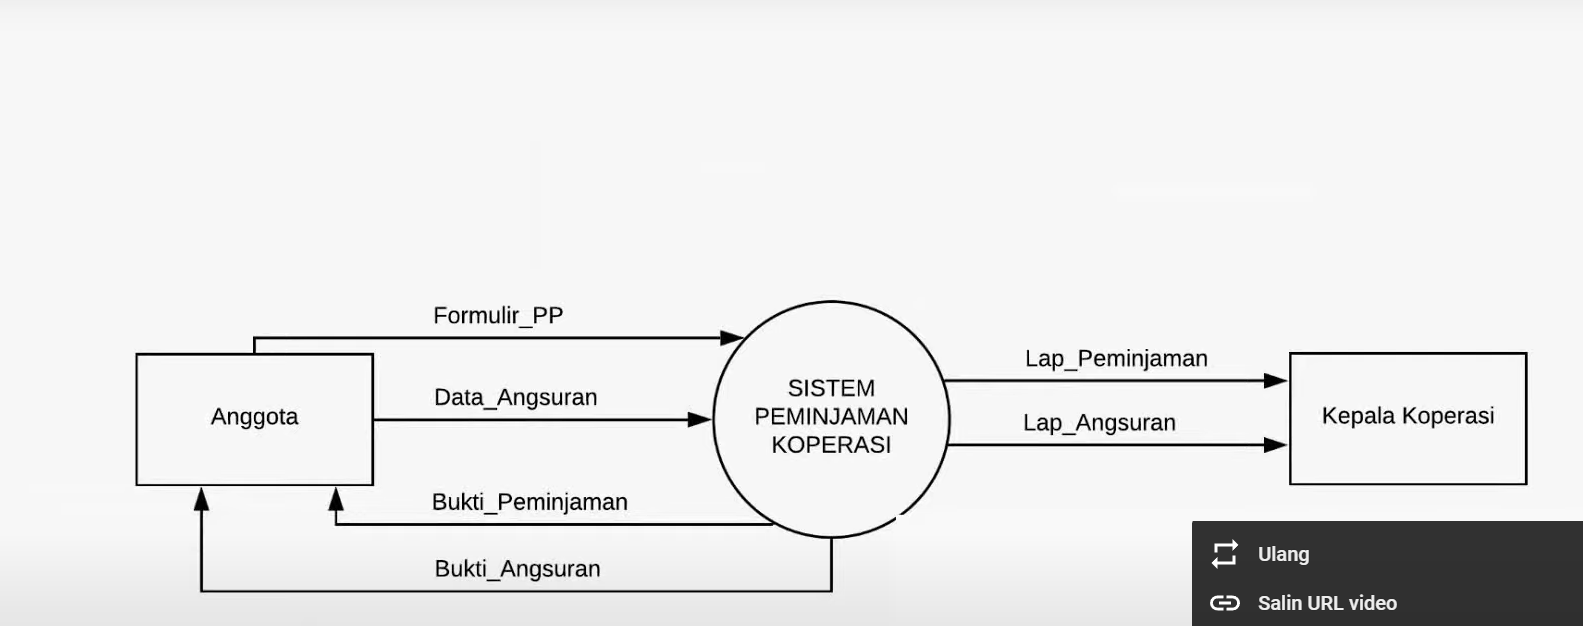 Formulir_PP
Lap_Peminjaman
Data_Angsuran
SISTEM
PEMINJAMAN
KOPERASI
Anggota
Kepala Koperasi
Lap_Angsuran
Bukti_Peminjaman
Bukti_Angsuran
Ulang
Salin URL video